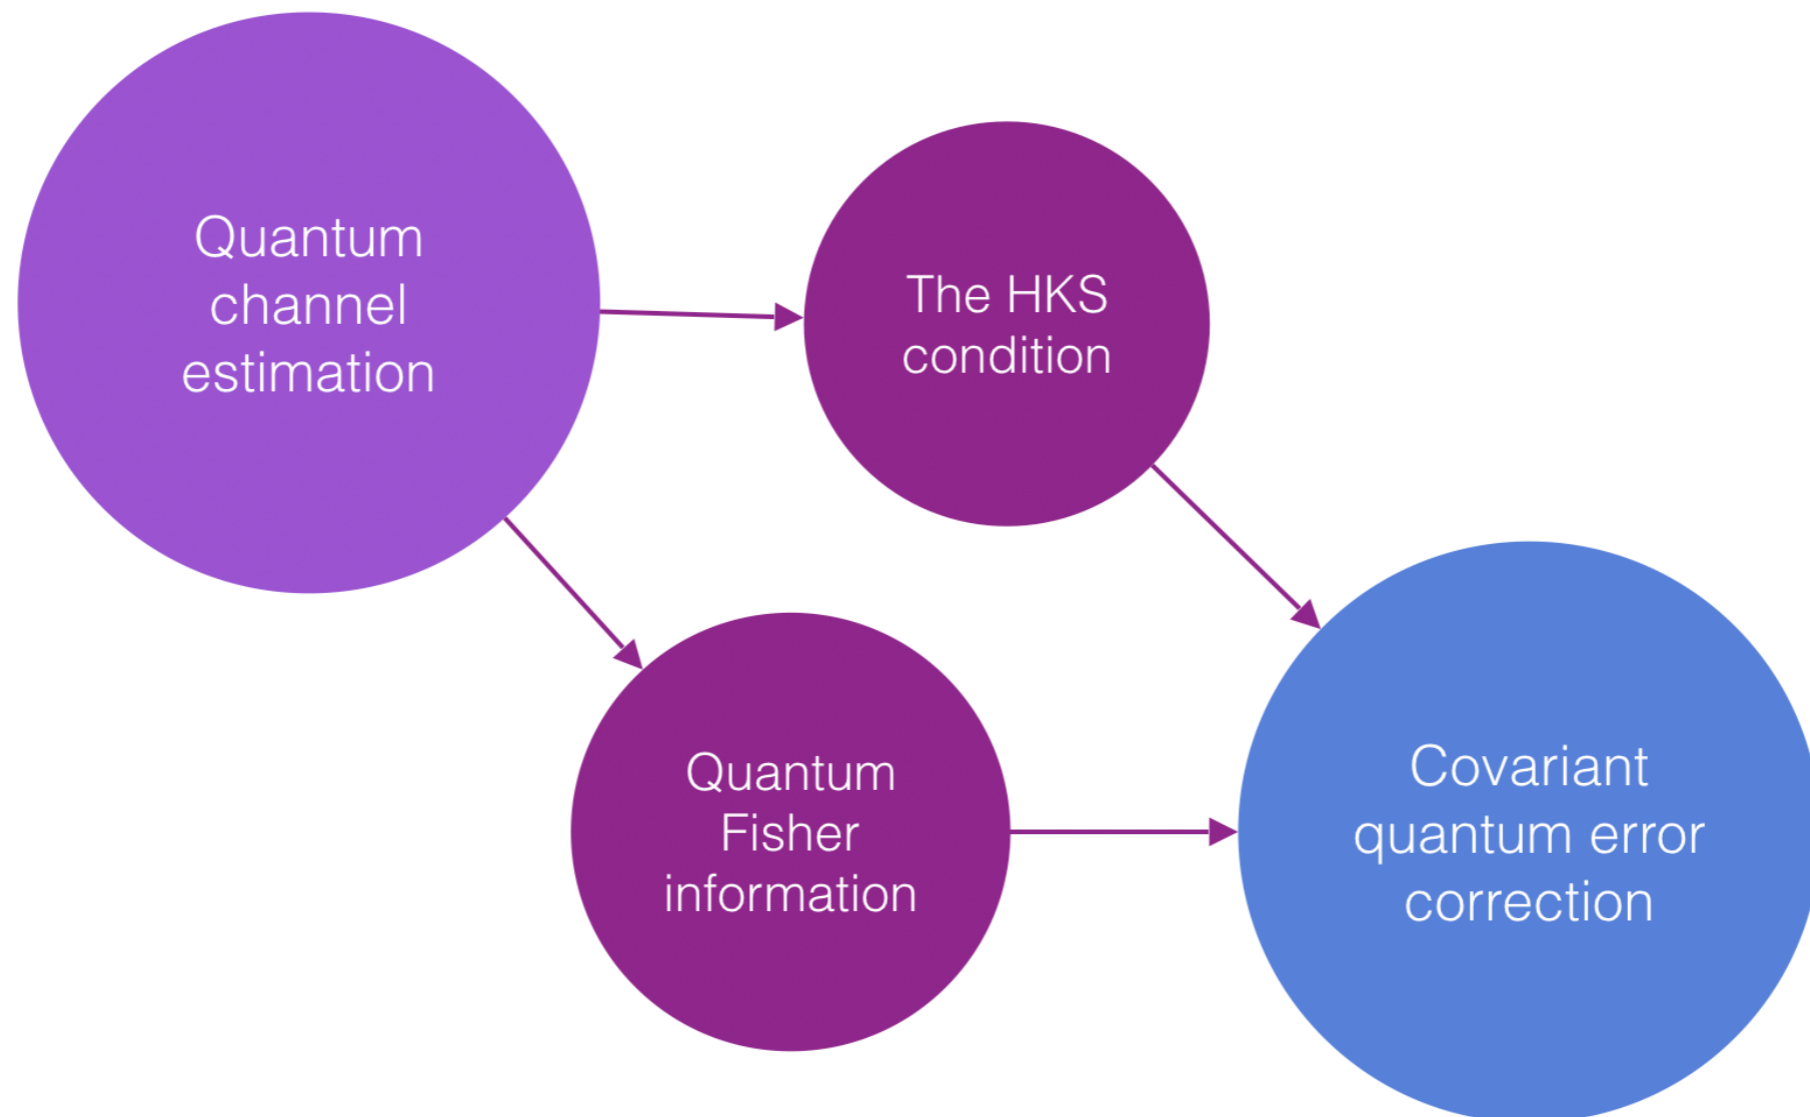 Quantum
channel
estimation
The HKS
condition
Quantum
Fisher
information
Covariant
quantum error
correction